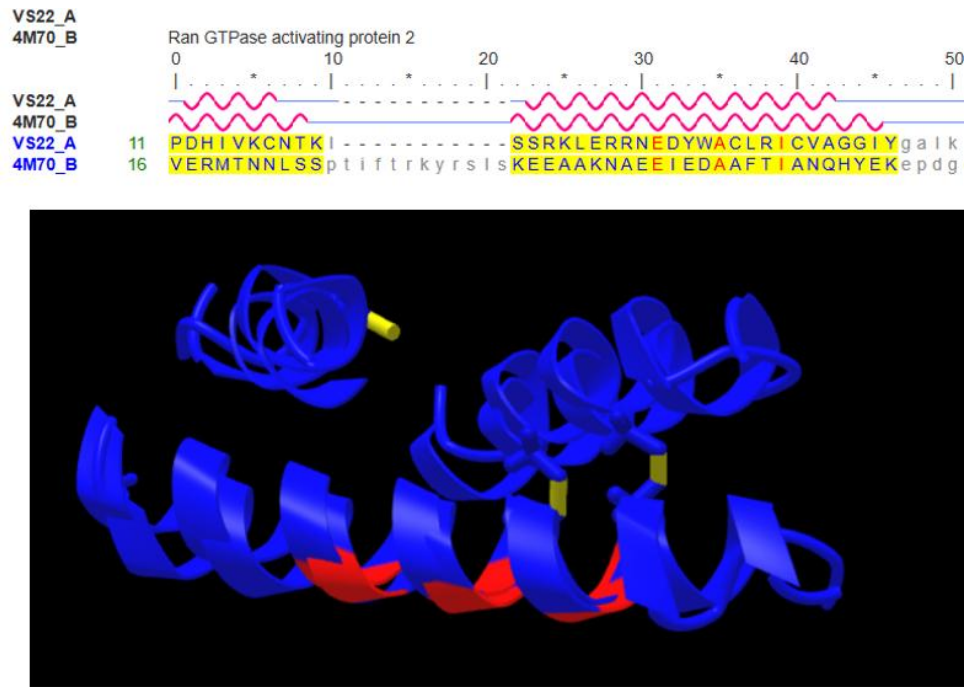 VS22_A
4M70_B Ran GTPase activating protein 2
0 10 20 30 40 50
. . . . * . . . . . . . . . * . . . . . . . . . * . . . . . . . . . * . . . . . . . . . * . . . .
VS22_A
4M70_B
VS22_A 11 PDHIVKCNTKl-----------SSRKLERRNEDYWACLRICVAGGIYgalk
4M70_B 16 VERMTNNLSSptiftrkyrslsKEEAAKNAEEIEDAAFTIANQHYEKepdg